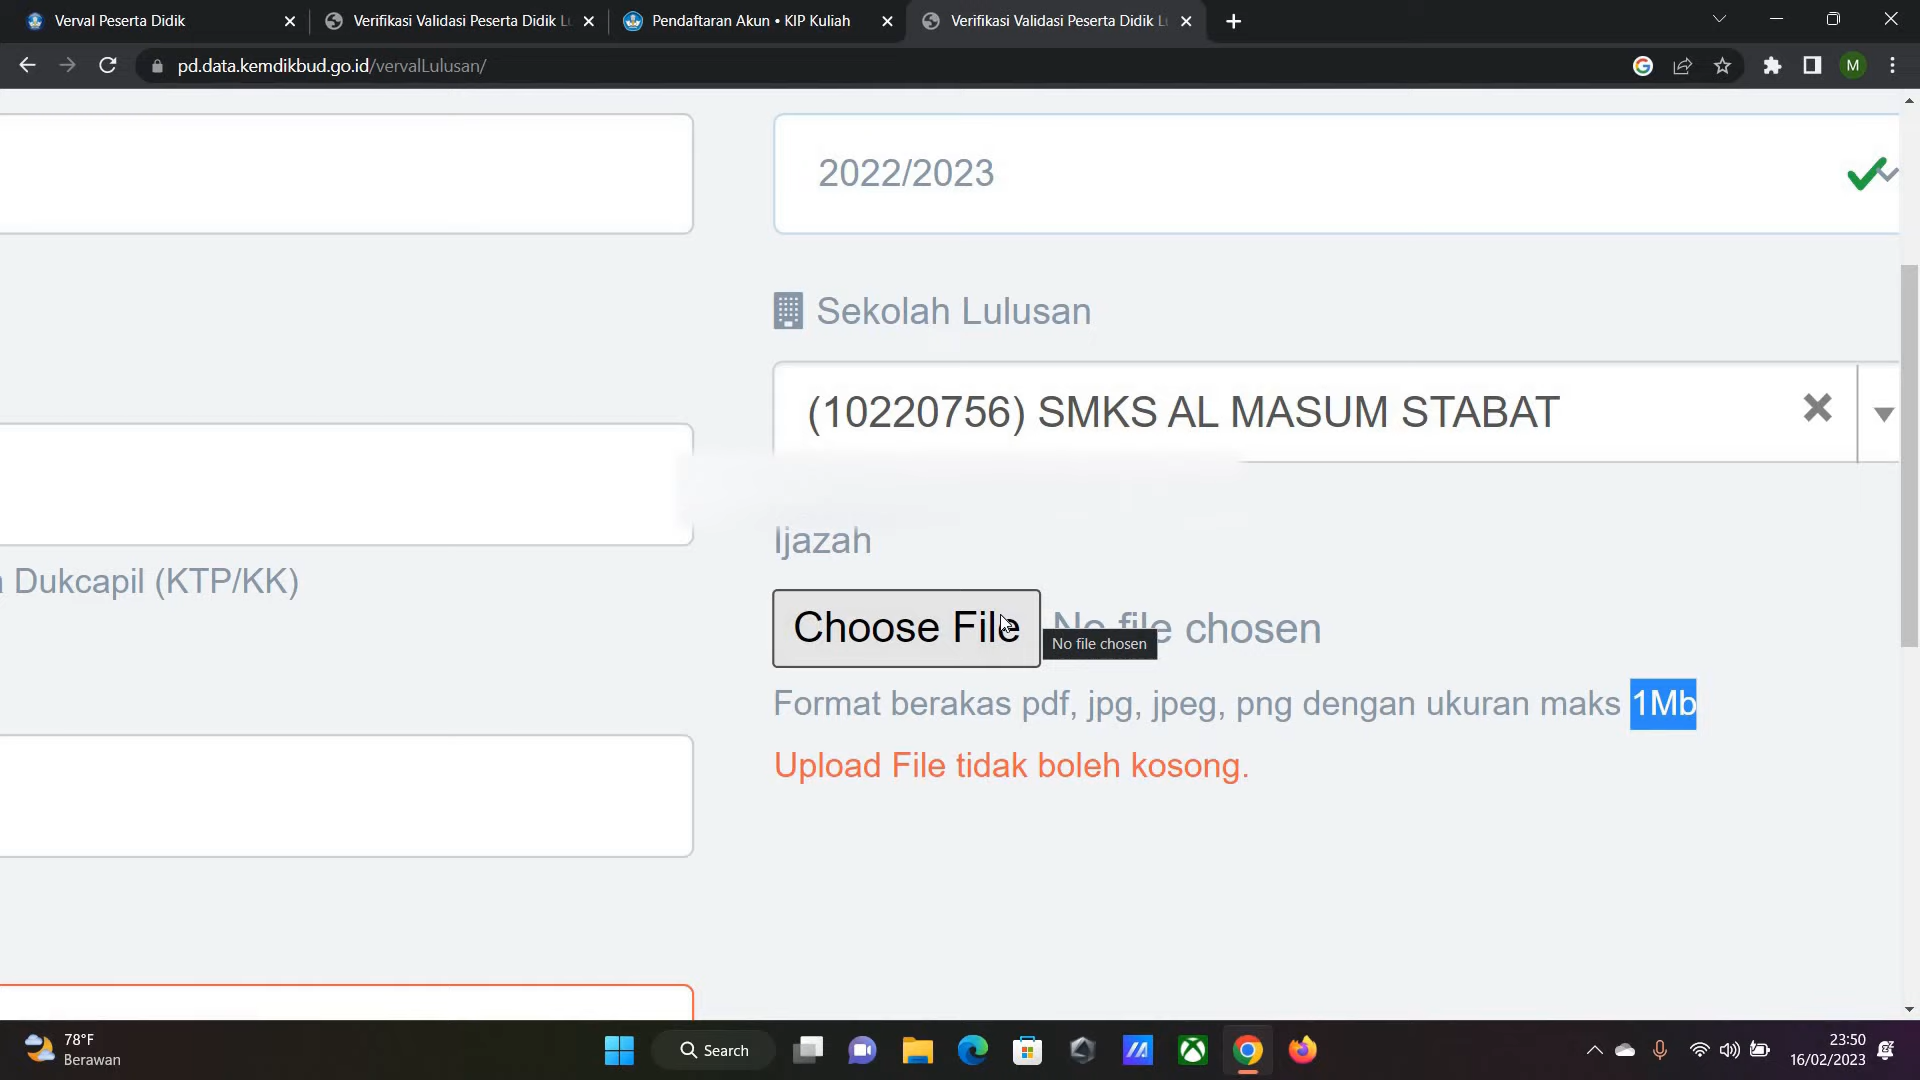 Verval Peserta Didik
Verifikasi Validasi Peserta Didik L
Pendaftaran Akun • KIP Kuliah
Verifikasi Validasi Peserta Didik L
pd.data.kemdikbud.go.id/vervalLulusan/
M
2022/2023
Sekolah Lulusan
(10220756) SMKS AL MASUM STABAT
Ijazah
Dukcapil (KTP/KK)
Choose File
No file chosen
No file chosen
Format berakas pdf, jpg, jpeg, png dengan ukuran maks 1Mb
Upload File tidak boleh kosong.
78°F
Berawan
Search
23:50
16/02/2023